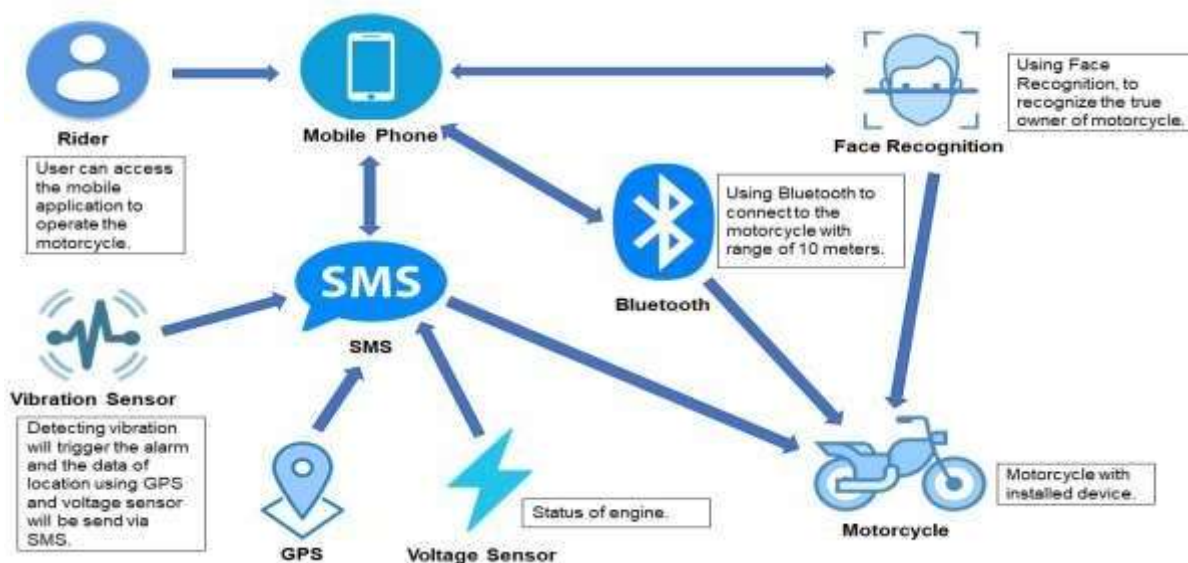 Rider
User can access
the mobile
application to
operate the
motorcycle.
Mobile Phone
Face Recognition
Using Face
Recognition, to
recognize the true
owner of motorcycle.
Bluetooth
Using Bluetooth to
connect to the
motorcycle with
range of 10 meters.
SMS
SMS
Vibration Sensor
Detecting vibration
will trigger the alarm
and the data of
location using GPS
and voltage sensor
will be send via
SMS.
GPS
Voltage Sensor
Status of engine.
Motorcycle
Motorcycle with
installed device.